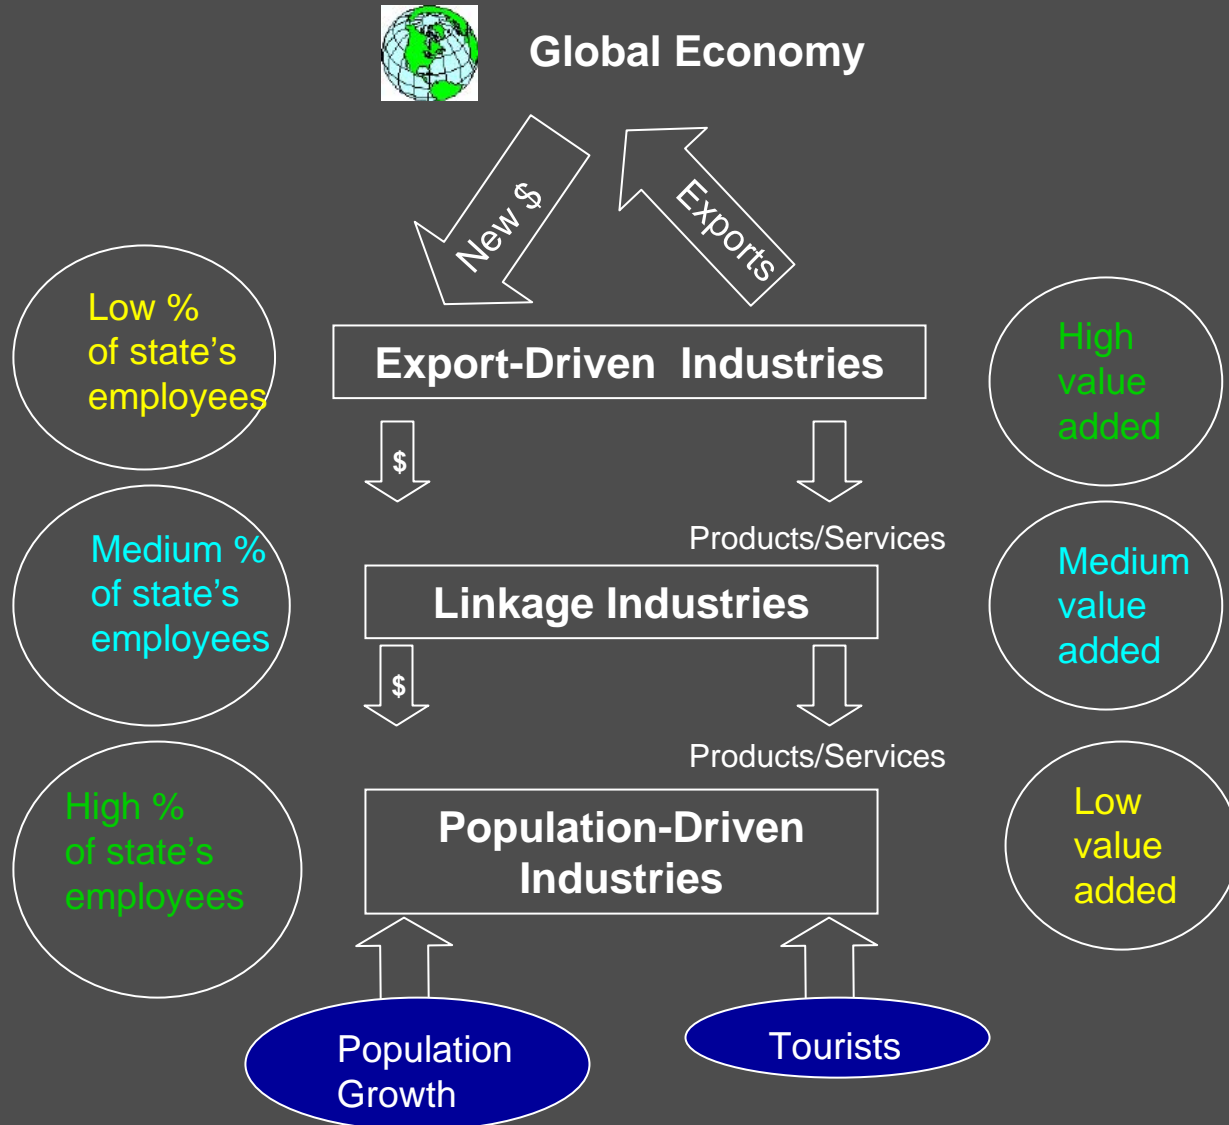 Global Economy
New $
Exports
Low %
of state’s
employees
Export-Driven Industries
High
value
added
$
Products/Services
Medium %
of state’s
employees
Linkage Industries
Medium
value
added
$
Products/Services
High %
of state’s
employees
Population-Driven
Industries
Low
value
added
Population
Growth
Tourists